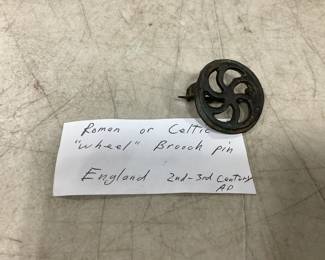 Roman or Celtic
"wheel" Brooch pin
England 2nd-3rd Century
AD